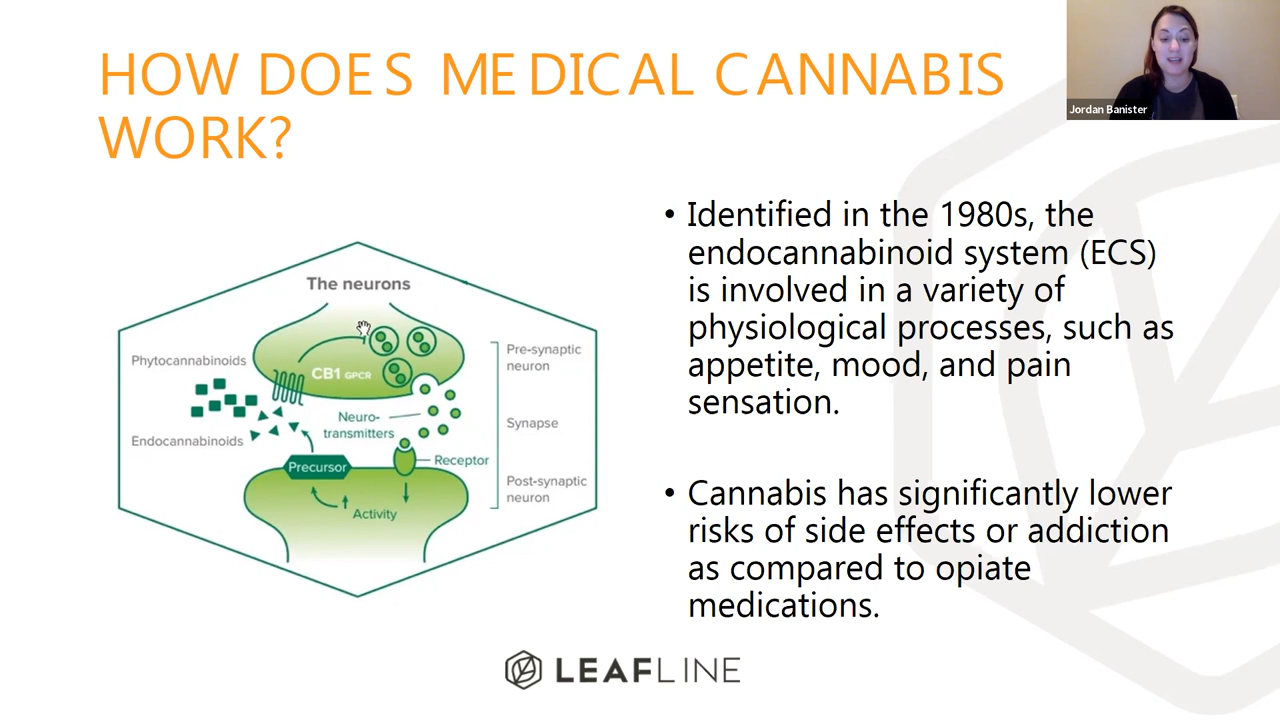 HOW DOES MEDICAL CANNABIS
WORK?
Jordan Banister
The neurons
Phytocannabinoids
CB1 GPCR
Pre-synaptic
neuron
Neuro-
transmitters
Synapse
Endocannabinoids
Precursor
Receptor
Post-synaptic
neuron
Activity
• Identified in the 1980s, the
endocannabinoid system (ECS)
is involved in a variety of
physiological processes, such as
appetite, mood, and pain
sensation.
• Cannabis has significantly lower
risks of side effects or addiction
as compared to opiate
medications.
LEAFLINE